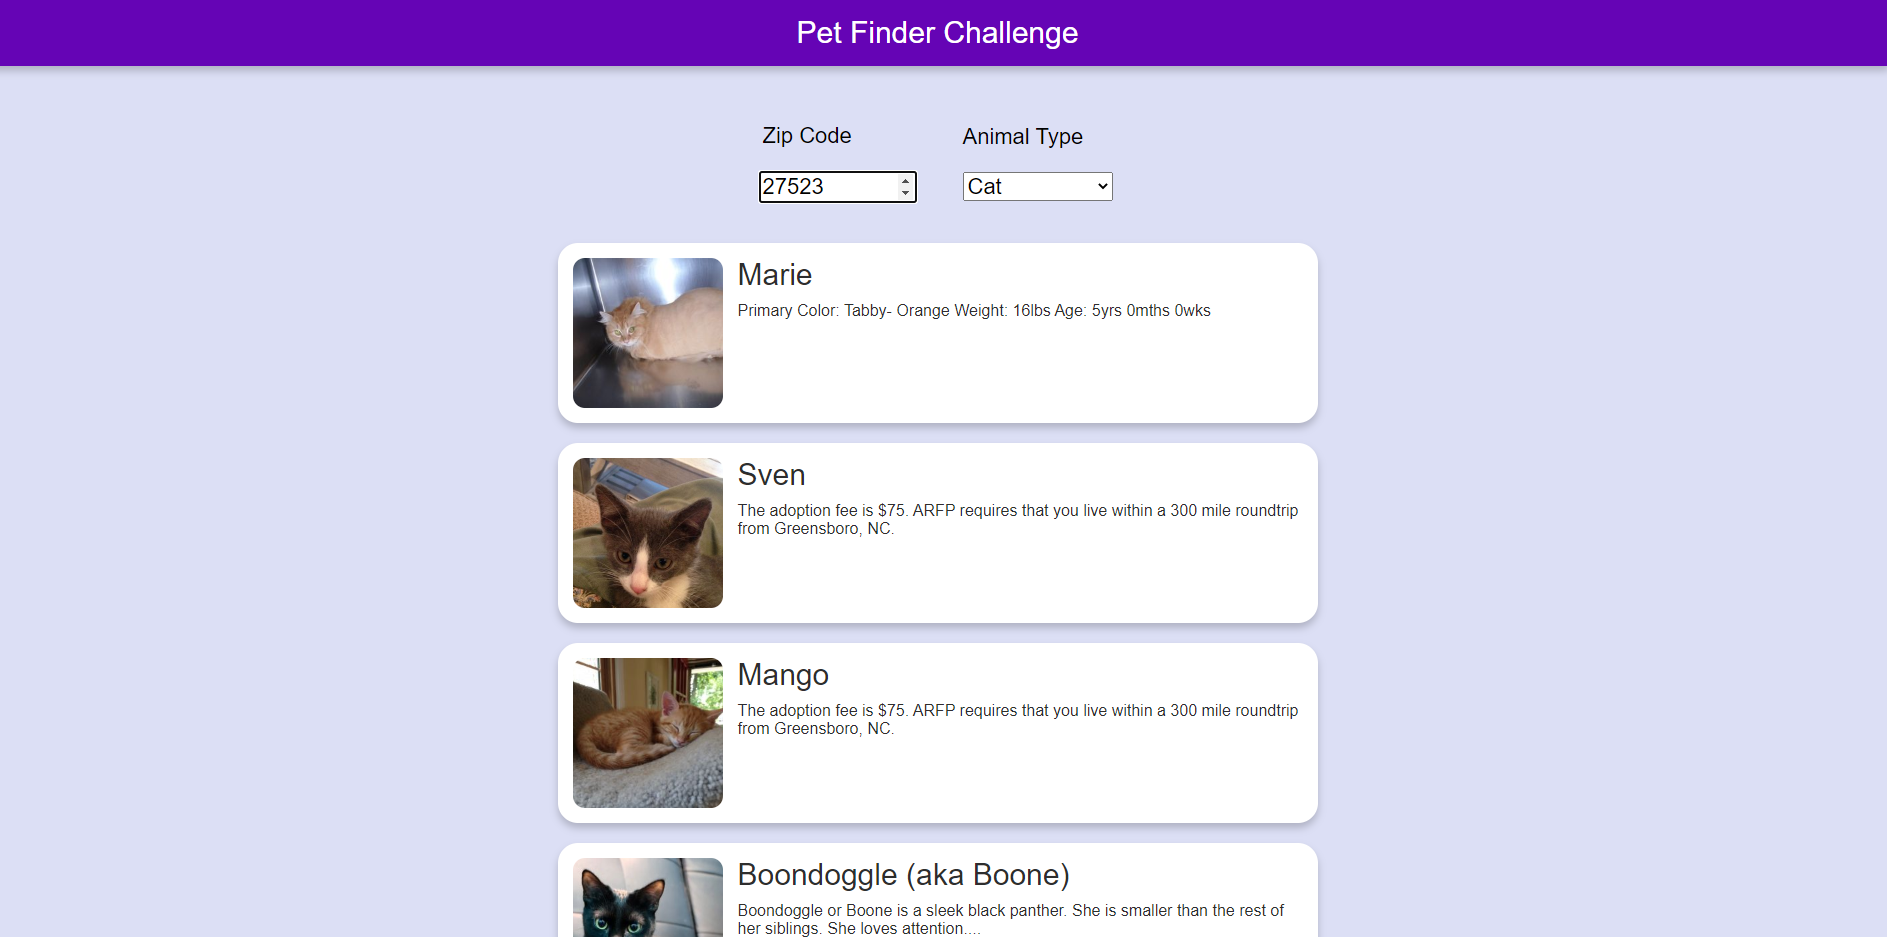 Pet Finder Challenge
Zip Code
Animal Type
27523
Cat
Marie
Primary Color: Tabby- Orange Weight: 16lbs Age: 5yrs 0mths 0wks
Sven
The adoption fee is $75. ARFP requires that you live within a 300 mile roundtrip
from Greensboro, NC.
Mango
The adoption fee is $75. ARFP requires that you live within a 300 mile roundtrip
from Greensboro, NC.
Boondoggle (aka Boone)
Boondoggle or Boone is a sleek black panther. She is smaller than the rest of
her siblings. She loves attention....